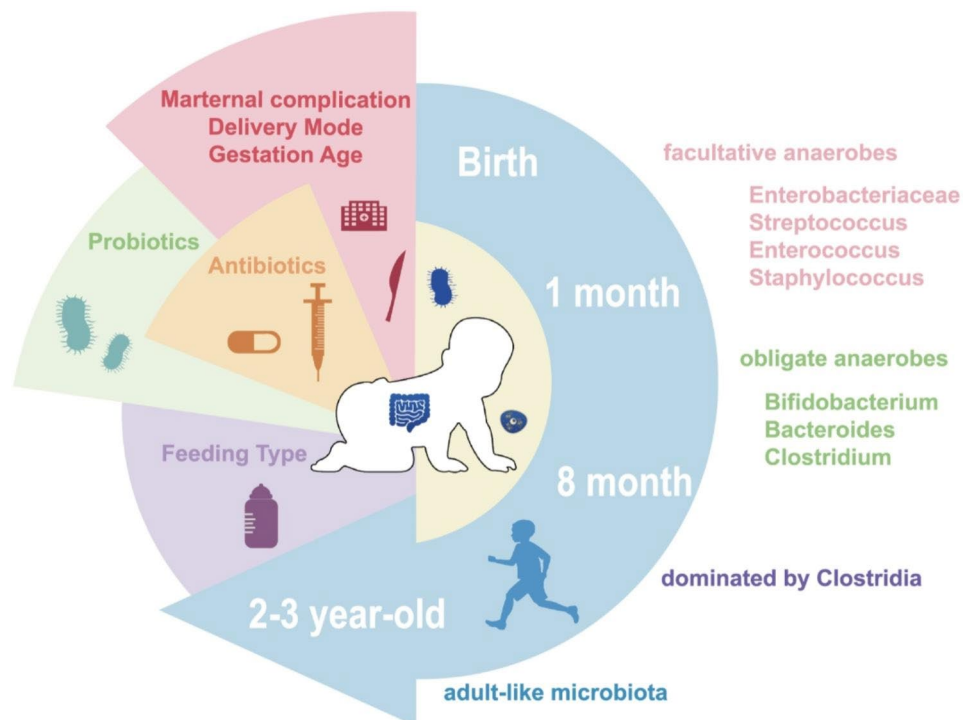 Marternal complication
Delivery Mode
Gestation Age
Probiotics
Antibiotics
Feeding Type
Birth
1 month
8 month
2-3 year-old
facultative anaerobes
Enterobacteriaceae
Streptococcus
Enterococcus
Staphylococcus
obligate anaerobes
Bifidobacterium
Bacteroides
Clostridium
dominated by Clostridia
adult-like microbiota